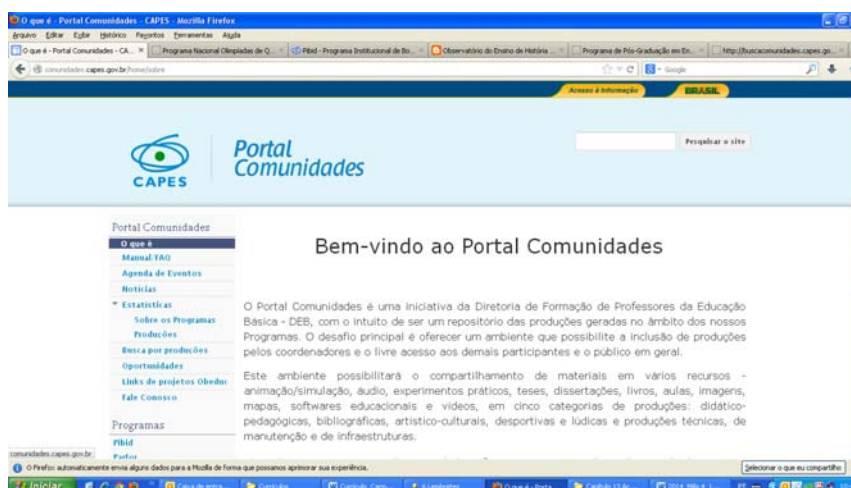 O que é - Portal Comunidades - CAPES - Mozilla Firefox
Arquivo Editar Exibir Histórico Favoritos Ferramentas Ajuda
O que é - Portal Comunidades - CA... Programa Nacional Olimpíadas de Q... Pibid - Programa Institucional de Bo... Observatório do Ensino de História ... Programa de Pós-Graduação em En... http://buscacomunidades.capes.go...
comunidades.capes.gov.br/home/sobre Google
Acesso à Informação BRASIL
CAPES
Portal
Comunidades
Pesquisar o site
Portal Comunidades
O que é
Manual/FAQ
Agenda de Eventos
Notícias
Estatísticas
Sobre os Programas
Produções
Busca por produções
Oportunidades
Links de projetos Obeduc
Fale Conosco
Programas
Pibid
Parfor
Bem-vindo ao Portal Comunidades
O Portal Comunidades é uma iniciativa da Diretoria de Formação de Professores da Educação
Básica - DEB, com o intuito de ser um repositório das produções geradas no âmbito dos nossos
Programas. O desafio principal é oferecer um ambiente que possibilite a inclusão de produções
pelos coordenadores e o livre acesso aos demais participantes e o público em geral.
Este ambiente possibilitará o compartilhamento de materiais em vários recursos -
animação/simulação, áudio, experimentos práticos, teses, dissertações, livros, aulas, imagens,
mapas, softwares educacionais e vídeos, em cinco categorias de produções: didático-
pedagógicas, bibliográficas, artístico-culturais, desportivas e lúdicas e produções técnicas, de
manutenção e de infraestruturas.
comunidades.capes.gov.br
O Firefox automaticamente envia alguns dados para a Mozilla de forma que possamos aprimorar sua experiência.
Selecionar o que eu compartilho
Iniciar Caixa de entra... Currículos O que é - Porta... PT